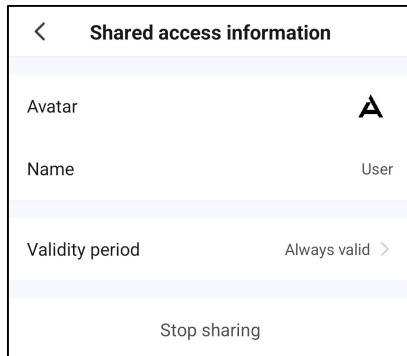 Shared access information
Avatar
Name User
Validity period Always valid
Stop sharing